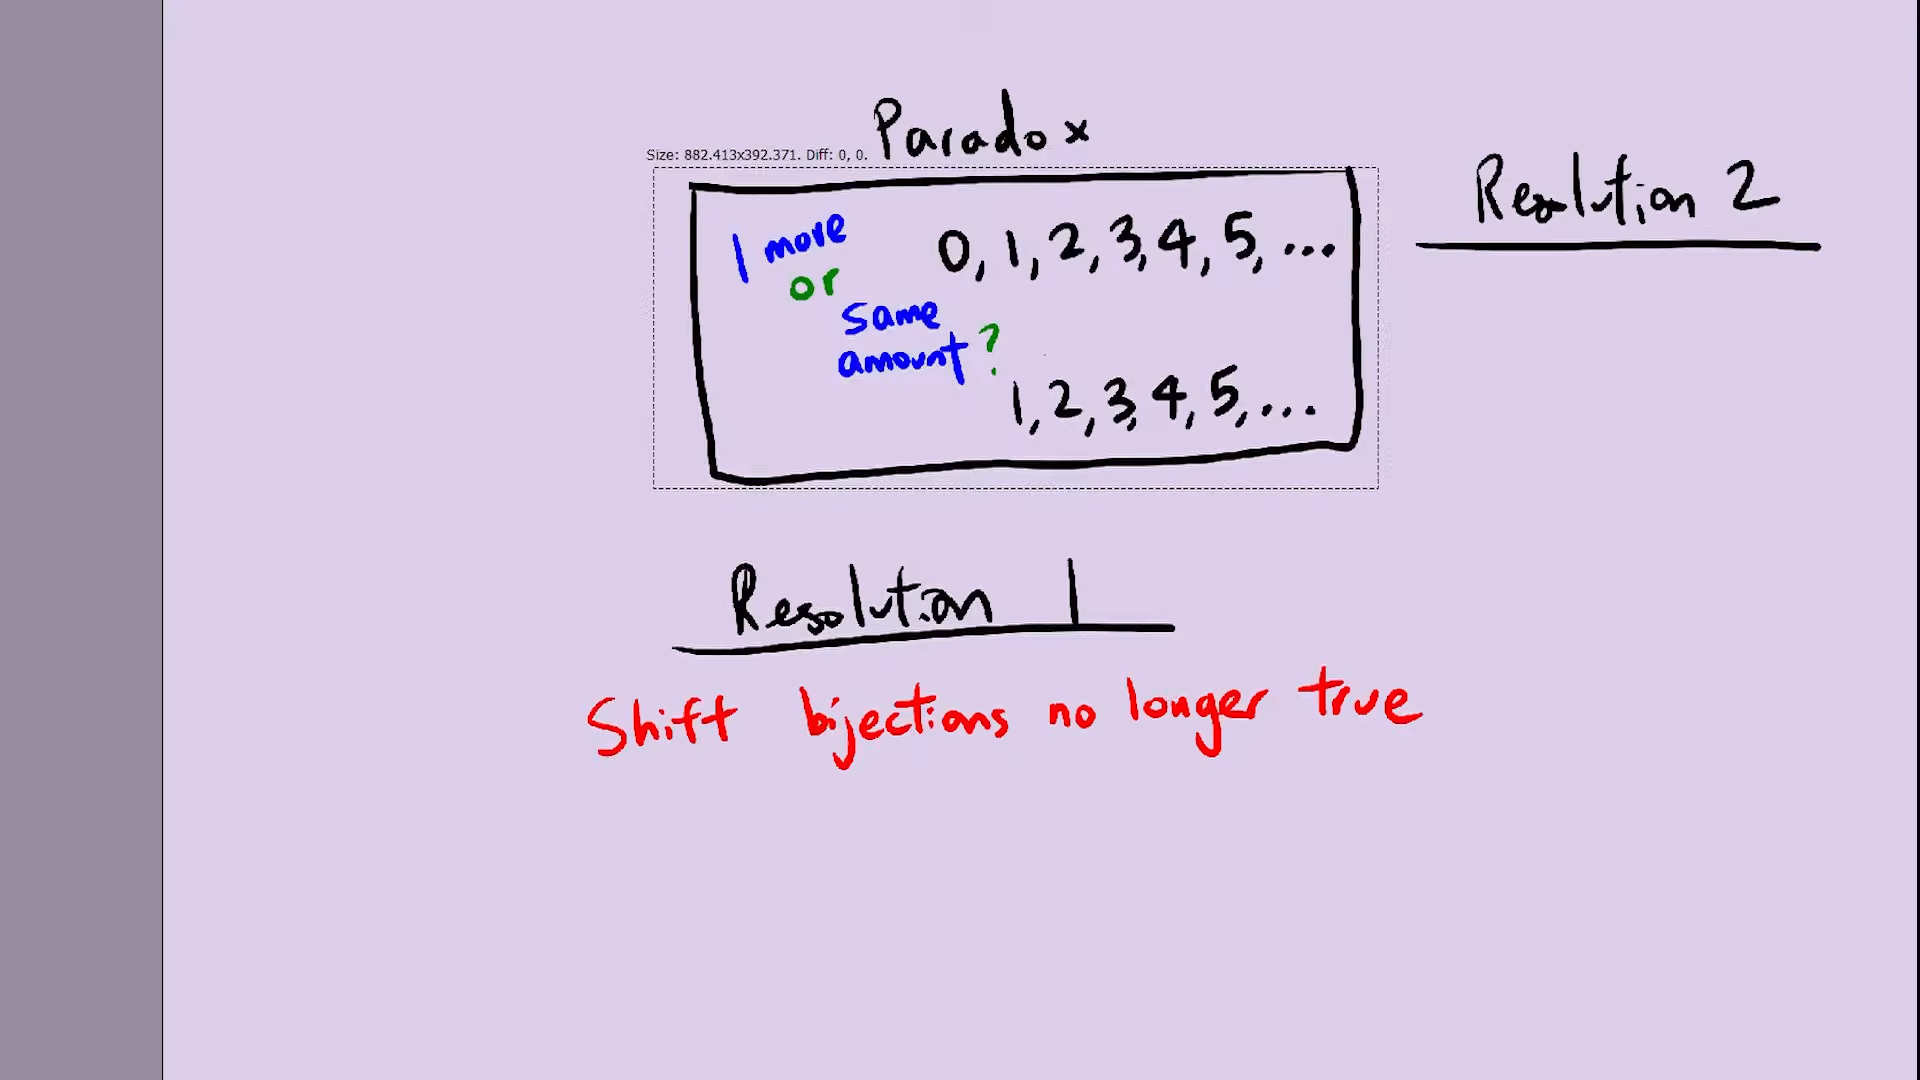 Paradox
Size: 882.413x392.371. Diff: 0, 0.
1 more
or
same
amount?
0, 1, 2, 3, 4, 5, ...
1, 2, 3, 4, 5, ...
Resolution 2
Resolution 1
Shift bijections no longer true